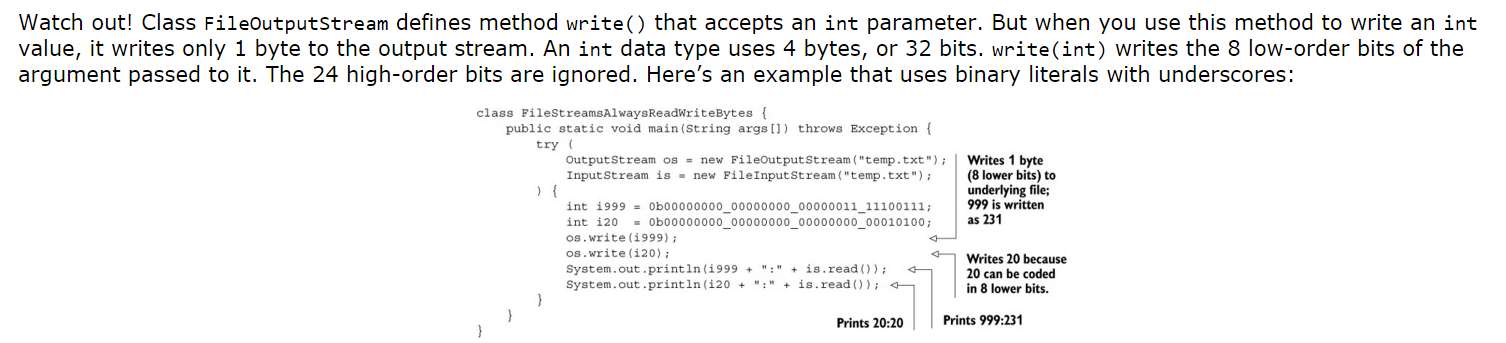 Watch out! Class FileOutputStream defines method write() that accepts an int parameter. But when you use this method to write an int
value, it writes only 1 byte to the output stream. An int data type uses 4 bytes, or 32 bits. write(int) writes the 8 low-order bits of the
argument passed to it. The 24 high-order bits are ignored. Here’s an example that uses binary literals with underscores:
class FileStreamsAlwaysReadWriteBytes {
public static void main(String args[]) throws Exception {
try (
OutputStream os = new FileOutputStream("temp.txt");
InputStream is = new FileInputStream("temp.txt");
) {
int i999 = 0b00000000_00000000_00000011_11100111;
int i20 = 0b00000000_00000000_00000000_00010100;
os.write(i999);
os.write(i20);
System.out.println(i999 + ":" + is.read());
System.out.println(i20 + ":" + is.read());
}
}
}
Writes 1 byte
(8 lower bits) to
underlying file;
999 is written
as 231
Writes 20 because
20 can be coded
in 8 lower bits.
Prints 20:20
Prints 999:231